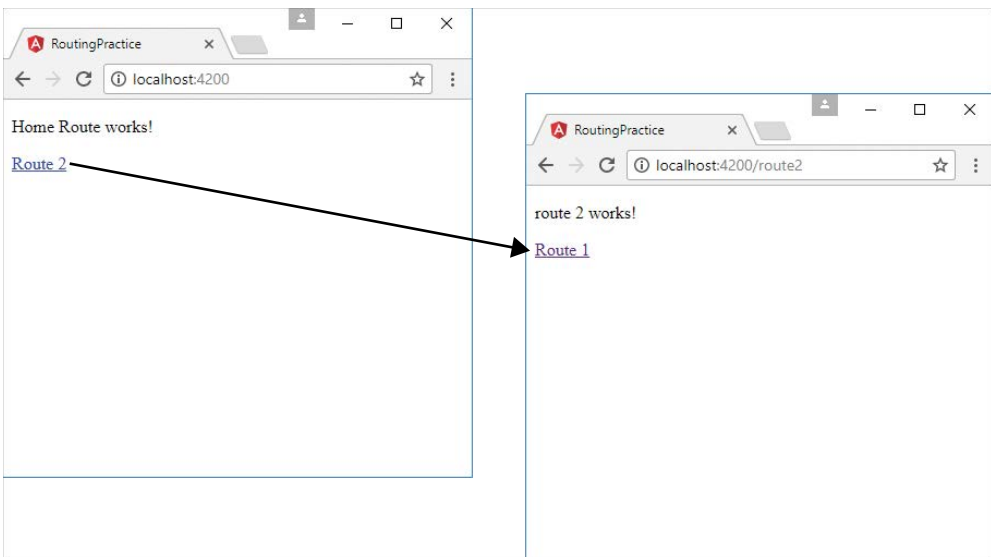 RoutingPractice
localhost:4200
Home Route works!
Route 2
RoutingPractice
localhost:4200/route2
route 2 works!
Route 1